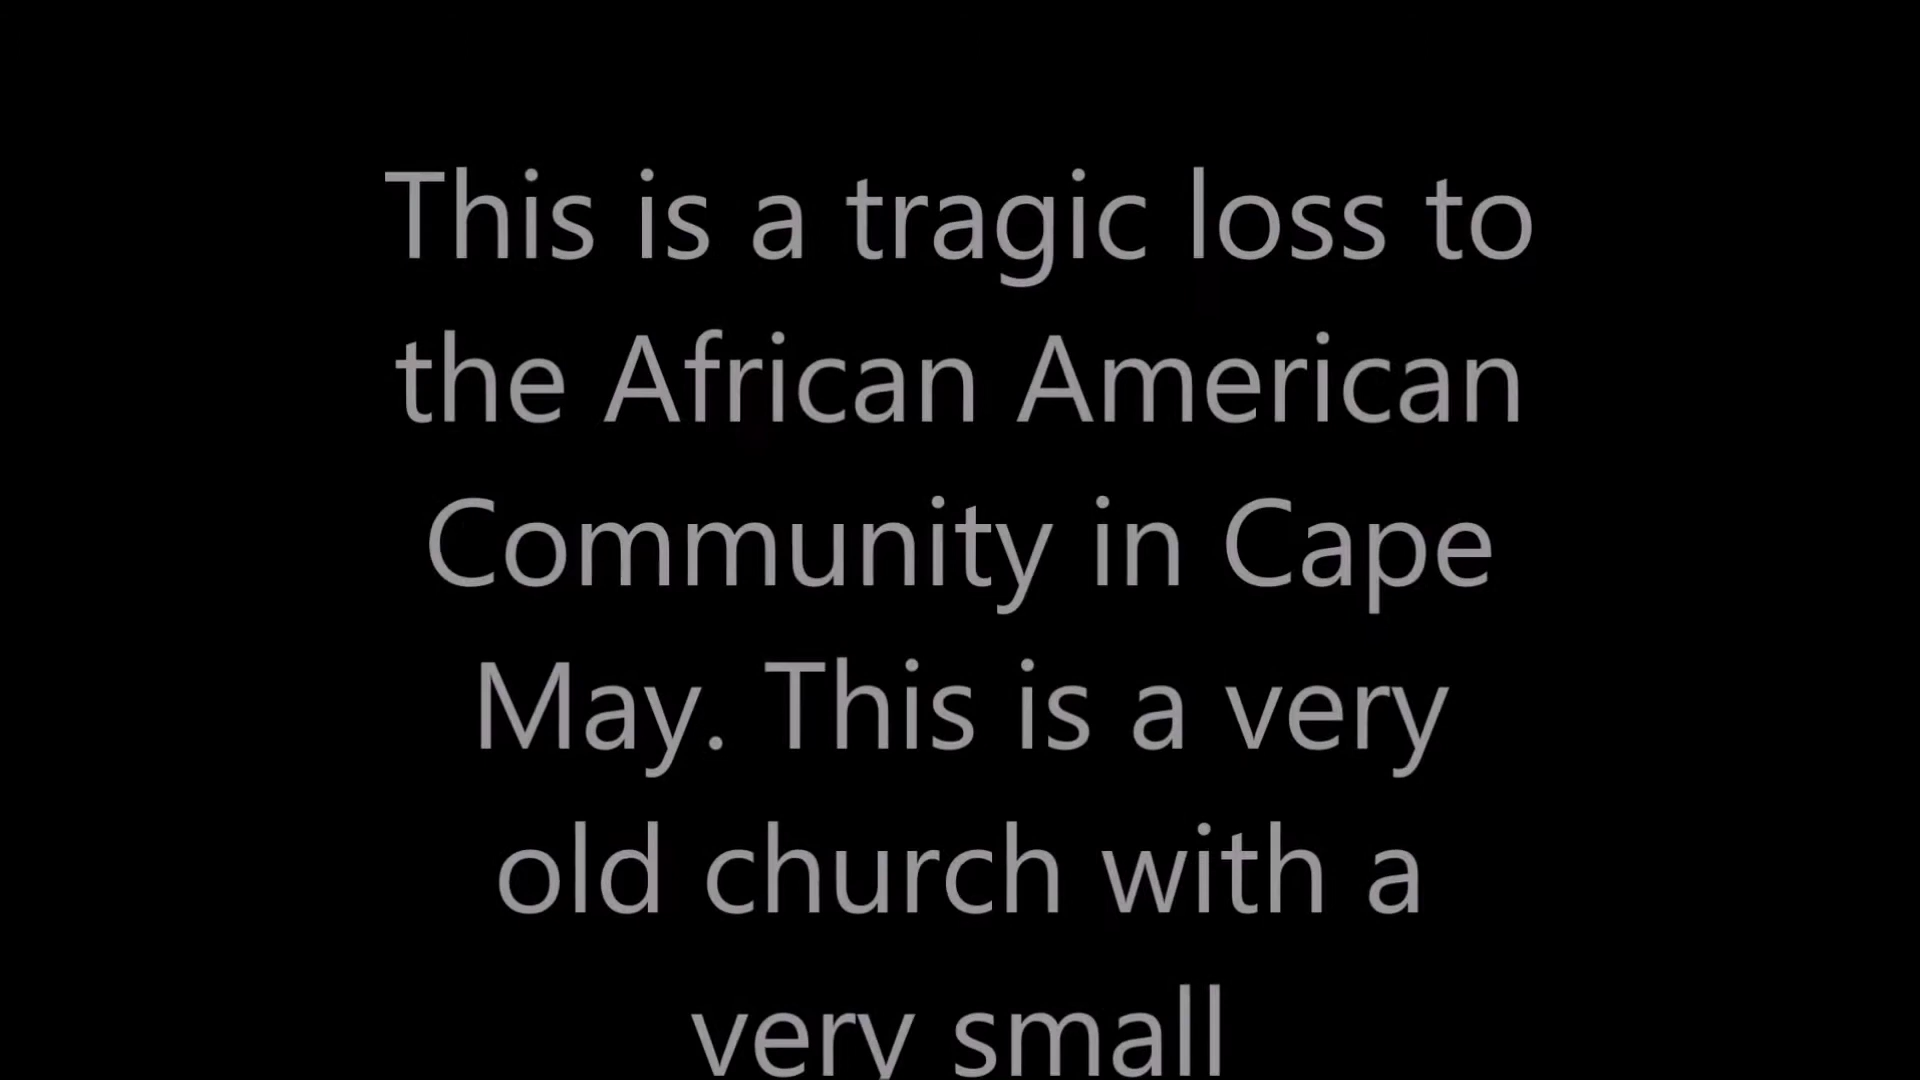 This is a tragic loss to
the African American
Community in Cape
May. This is a very
old church with a
very small